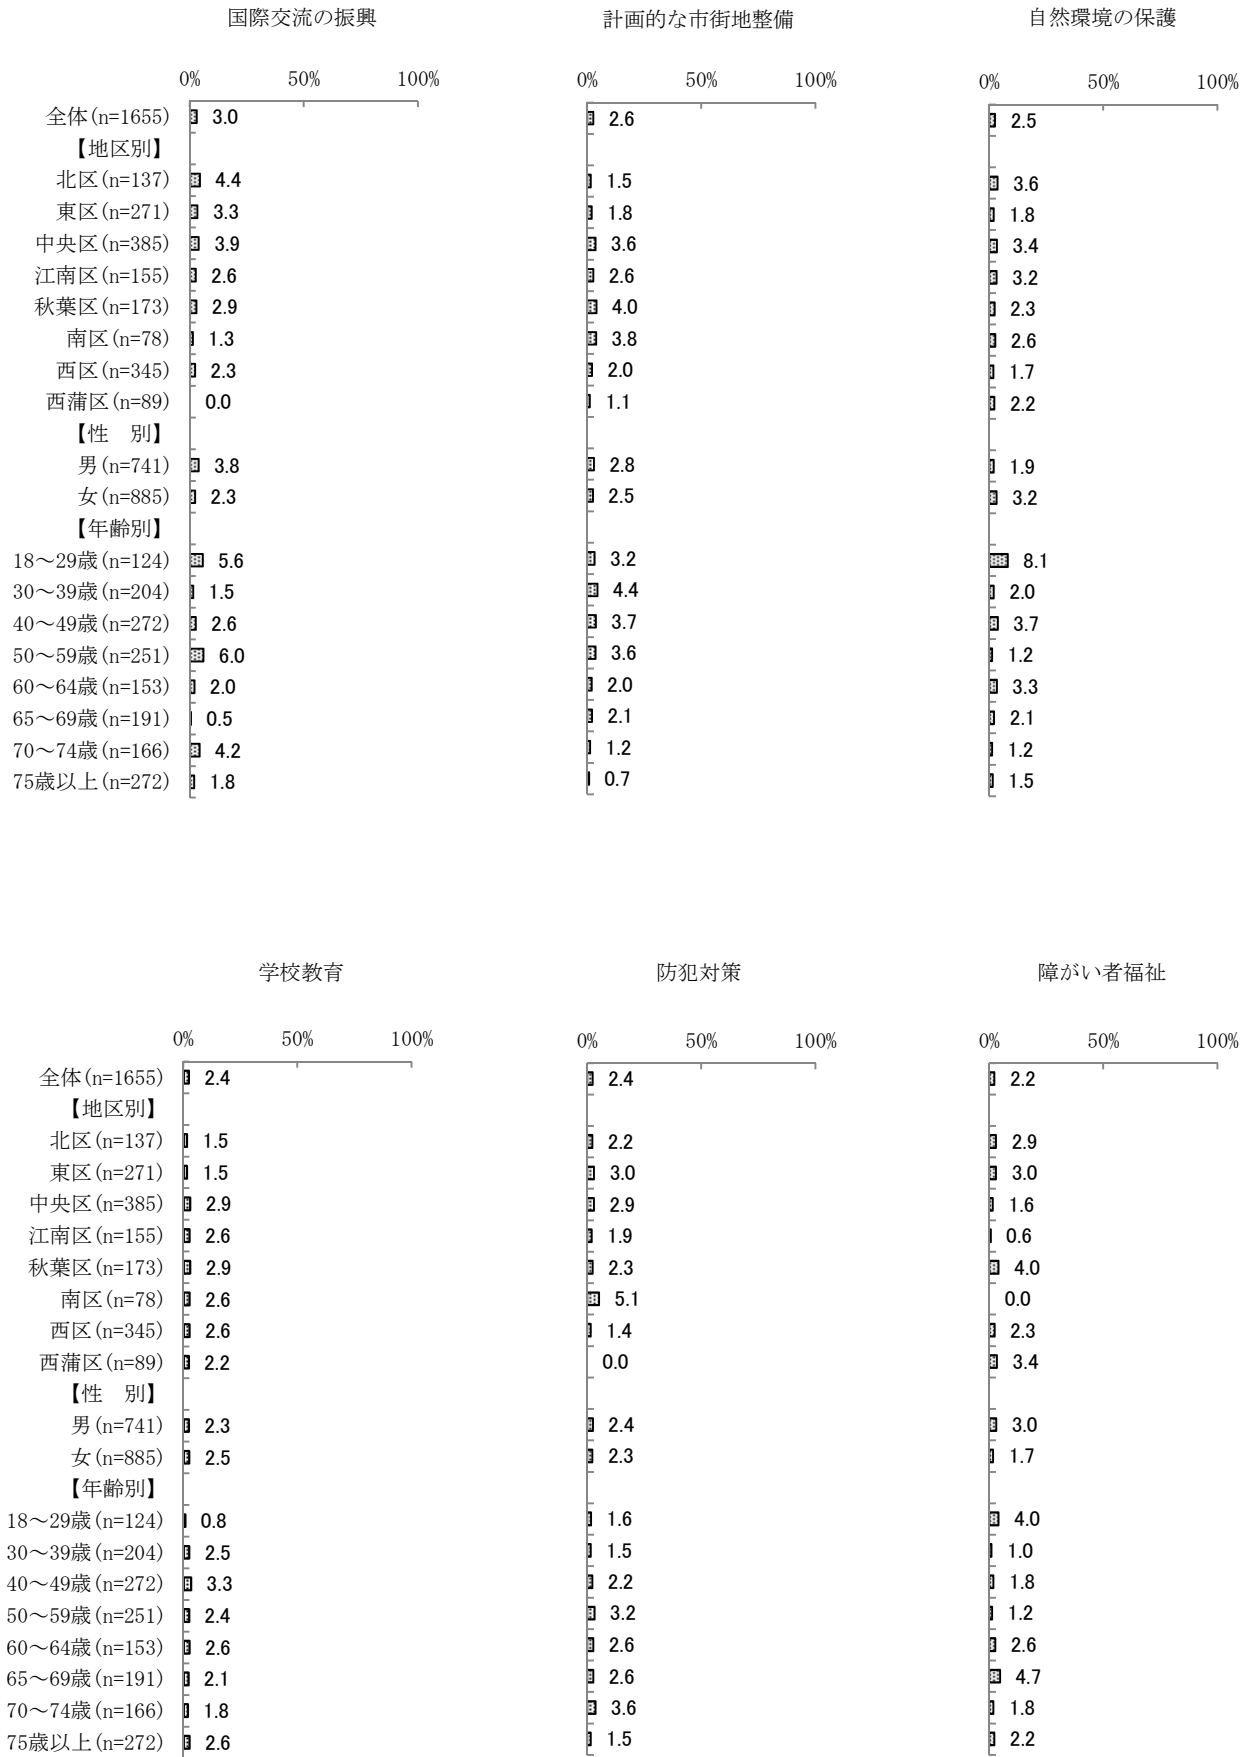 国際交流の振興 計画的な市街地整備 自然環境の保護
0% 50% 100% 0% 50% 100% 0% 50% 100%
全体(n=1655) 3.0 2.6 2.5
【地区別】
北区(n=137) 4.4 1.5 3.6
東区(n=271) 3.3 1.8 1.8
中央区(n=385) 3.9 3.6 3.4
江南区(n=155) 2.6 2.6 3.2
秋葉区(n=173) 2.9 4.0 2.3
南区(n=78) 1.3 3.8 2.6
西区(n=345) 2.3 2.0 1.7
西蒲区(n=89) 0.0 1.1 2.2
【性　別】
男(n=741) 3.8 2.8 1.9
女(n=885) 2.3 2.5 3.2
【年齢別】
18～29歳(n=124) 5.6 3.2 8.1
30～39歳(n=204) 1.5 4.4 2.0
40～49歳(n=272) 2.6 3.7 3.7
50～59歳(n=251) 6.0 3.6 1.2
60～64歳(n=153) 2.0 2.0 3.3
65～69歳(n=191) 0.5 2.1 2.1
70～74歳(n=166) 4.2 1.2 1.2
75歳以上(n=272) 1.8 0.7 1.5
学校教育 防犯対策 障がい者福祉
0% 50% 100% 0% 50% 100% 0% 50% 100%
全体(n=1655) 2.4 2.4 2.2
【地区別】
北区(n=137) 1.5 2.2 2.9
東区(n=271) 1.5 3.0 3.0
中央区(n=385) 2.9 2.9 1.6
江南区(n=155) 2.6 1.9 0.6
秋葉区(n=173) 2.9 2.3 4.0
南区(n=78) 2.6 5.1 0.0
西区(n=345) 2.6 1.4 2.3
西蒲区(n=89) 2.2 0.0 3.4
【性　別】
男(n=741) 2.3 2.4 3.0
女(n=885) 2.5 2.3 1.7
【年齢別】
18～29歳(n=124) 0.8 1.6 4.0
30～39歳(n=204) 2.5 1.5 1.0
40～49歳(n=272) 3.3 2.2 1.8
50～59歳(n=251) 2.4 3.2 1.2
60～64歳(n=153) 2.6 2.6 2.6
65～69歳(n=191) 2.1 2.6 4.7
70～74歳(n=166) 1.8 3.6 1.8
75歳以上(n=272) 2.6 1.5 2.2